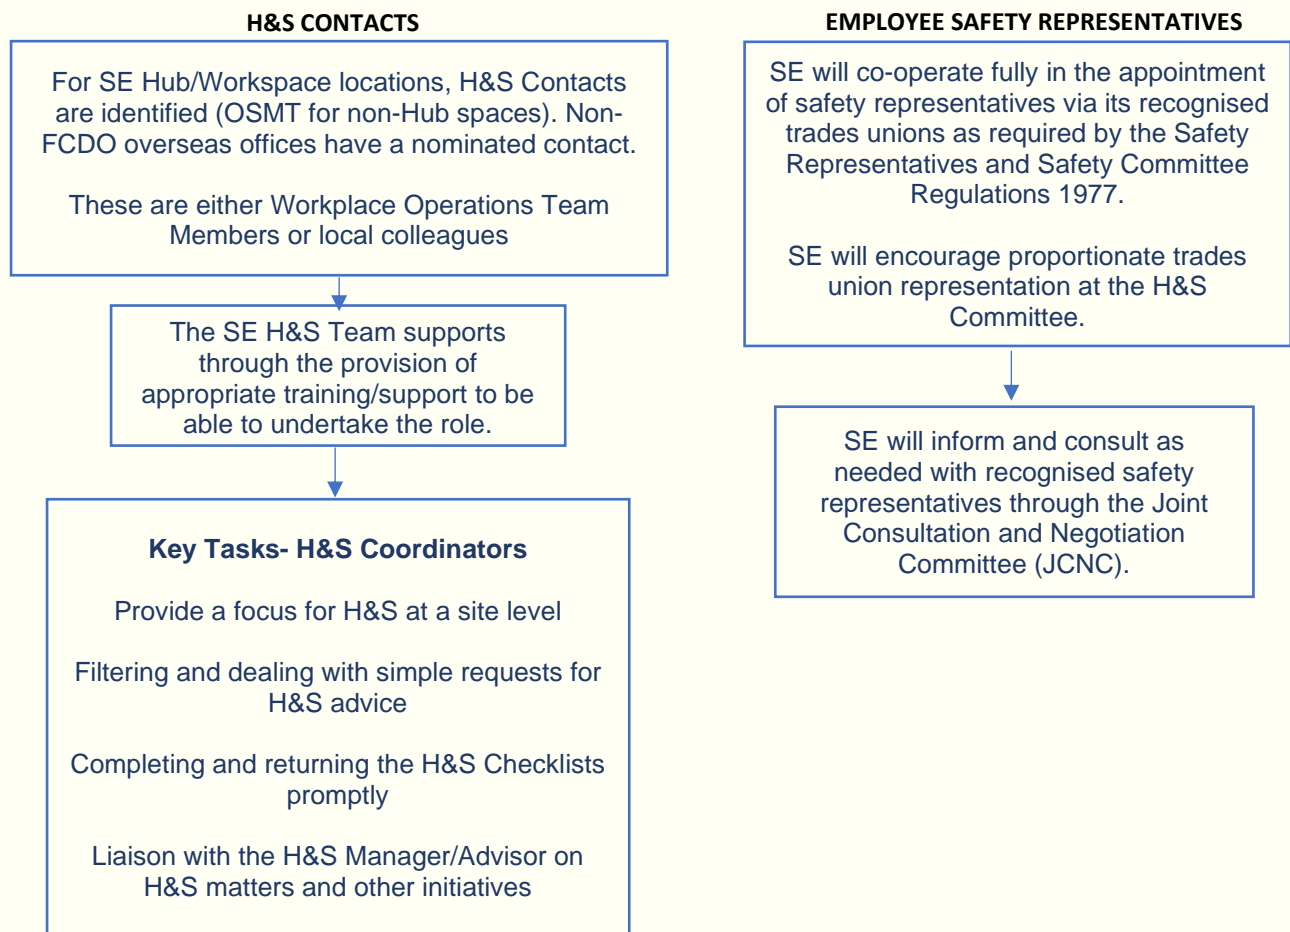 H&S CONTACTS
For SE Hub/Workspace locations, H&S Contacts
are identified (OSMT for non-Hub spaces). Non-
FCDO overseas offices have a nominated contact.
These are either Workplace Operations Team
Members or local colleagues
The SE H&S Team supports
through the provision of
appropriate training/support to be
able to undertake the role.
Key Tasks- H&S Coordinators
Provide a focus for H&S at a site level
Filtering and dealing with simple requests for
H&S advice
Completing and returning the H&S Checklists
promptly
Liaison with the H&S Manager/Advisor on
H&S matters and other initiatives
EMPLOYEE SAFETY REPRESENTATIVES
SE will co-operate fully in the appointment
of safety representatives via its recognised
trades unions as required by the Safety
Representatives and Safety Committee
Regulations 1977.
SE will encourage proportionate trades
union representation at the H&S
Committee.
SE will inform and consult as
needed with recognised safety
representatives through the Joint
Consultation and Negotiation
Committee (JCNC).